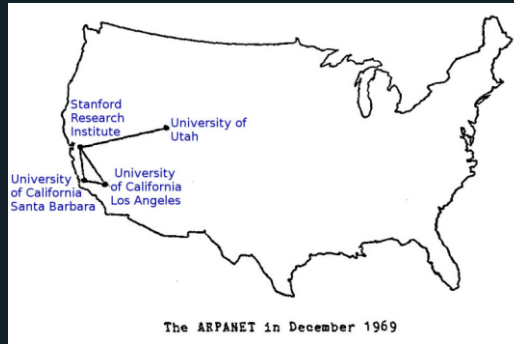 Stanford
Research
Institute
University of
Utah
University
of California
Santa Barbara
University
of California
Los Angeles
The ARPANET in December 1969